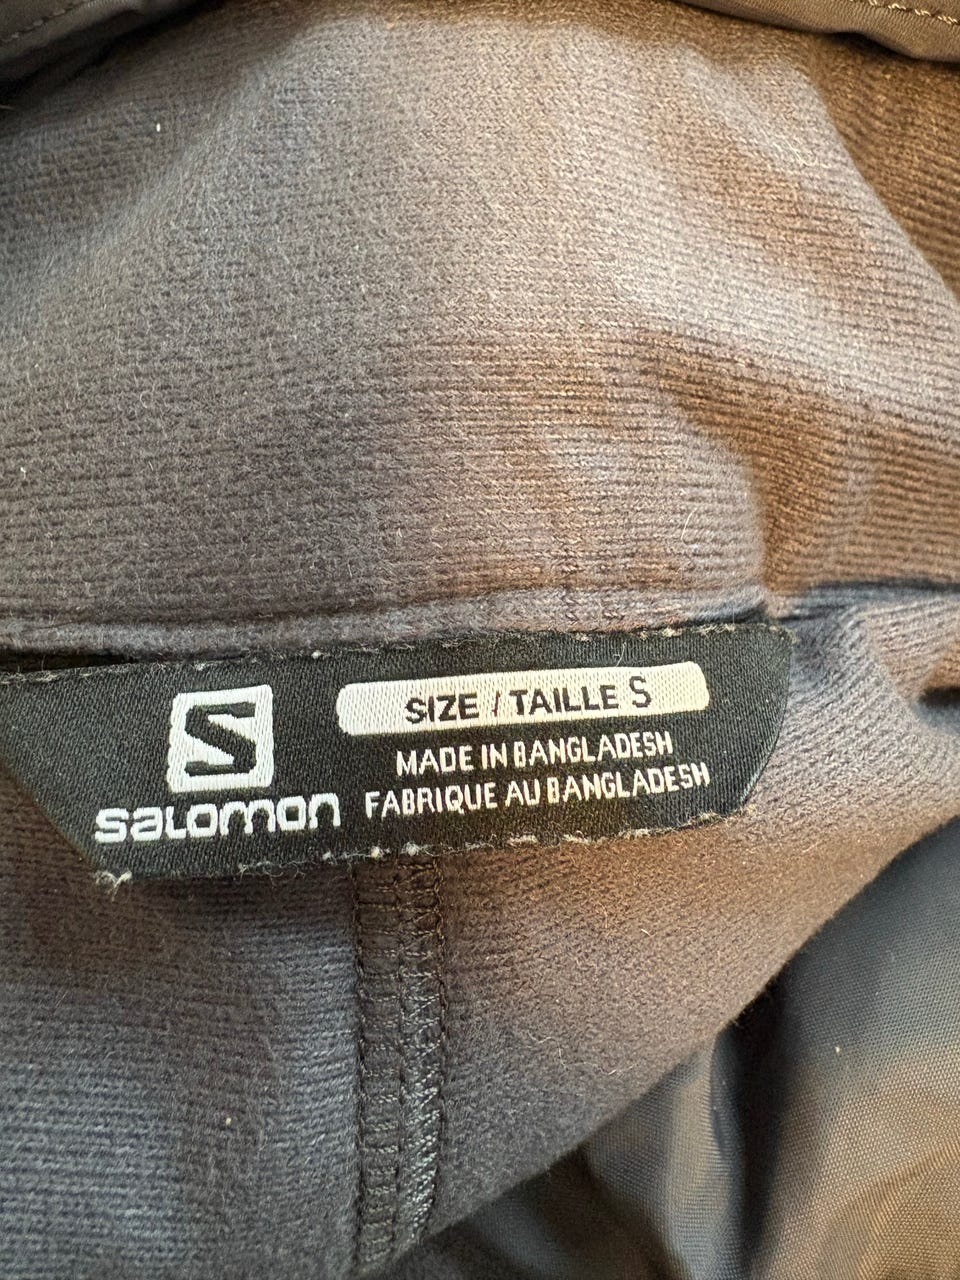 S
SALOMON
SIZE / TAILLE S
MADE IN BANGLADESH
FABRIQUE AU BANGLADESH